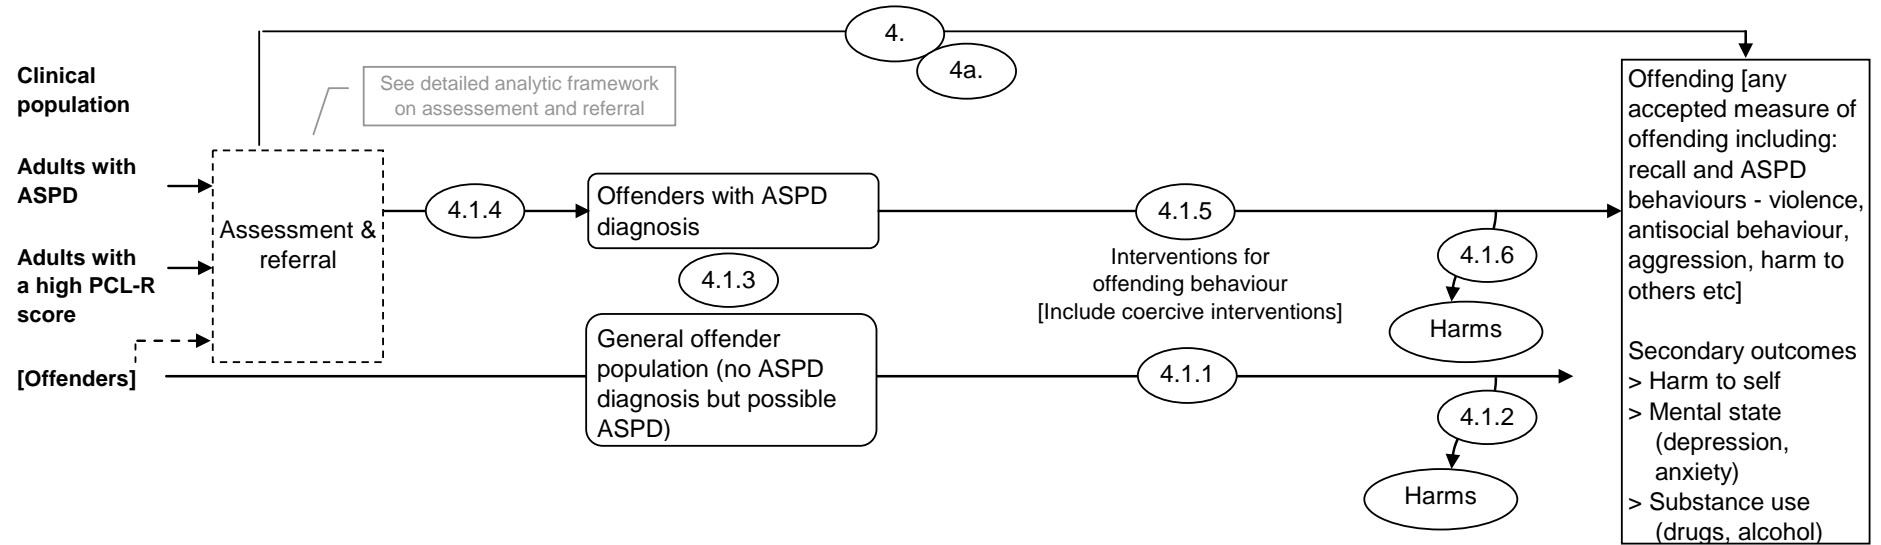 4.
4a.
Clinical
population
See detailed analytic framework
on assessement and referral
Adults with
ASPD
Adults with
a high PCL-R
score
[Offenders]
Assessment &
referral
4.1.4
Offenders with ASPD
diagnosis
4.1.3
General offender
population (no ASPD
diagnosis but possible
ASPD)
4.1.5
Interventions for
offending behaviour
[Include coercive interventions]
4.1.6
Harms
4.1.1
4.1.2
Harms
Offending [any
accepted measure of
offending including:
recall and ASPD
behaviours - violence,
antisocial behaviour,
aggression, harm to
others etc]
Secondary outcomes
> Harm to self
> Mental state
(depression,
anxiety)
> Substance use
(drugs, alcohol)